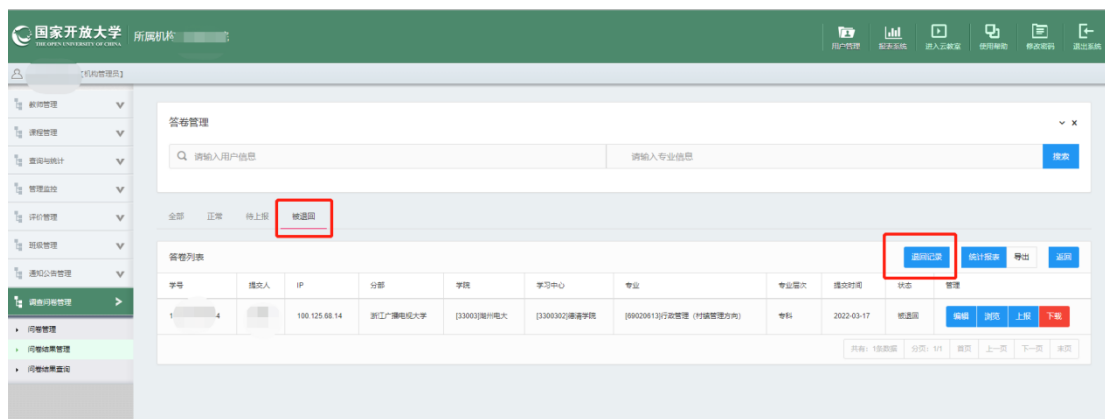 国家开放大学
THE OPEN UNIVERSITY OF CHINA
所属机构
用户管理 报表系统 进入云教室 使用帮助 修改密码 退出系统
[机构管理员]
教师管理
课程管理
查询与统计
管理监控
评价管理
班级管理
通知公告管理
调查问卷管理
问卷管理
问卷结果管理
问卷结果查询
答卷管理
请输入用户信息 请输入专业信息 搜索
全部 正常 待上报 被退回
答卷列表 退回记录 统计报表 导出 返回
学号 提交人 IP 分部 学院 学习中心 专业 专业层次 提交时间 状态 管理
1 4 100.125.68.14 浙江广播电视大学 [33003]湖州电大 [3300302]德清学院 [69020613]行政管理（村镇管理方向） 专科 2022-03-17 被退回 编辑 浏览 上报 下载
共有：1条数据 分页：1/1 首页 上一页 下一页 末页